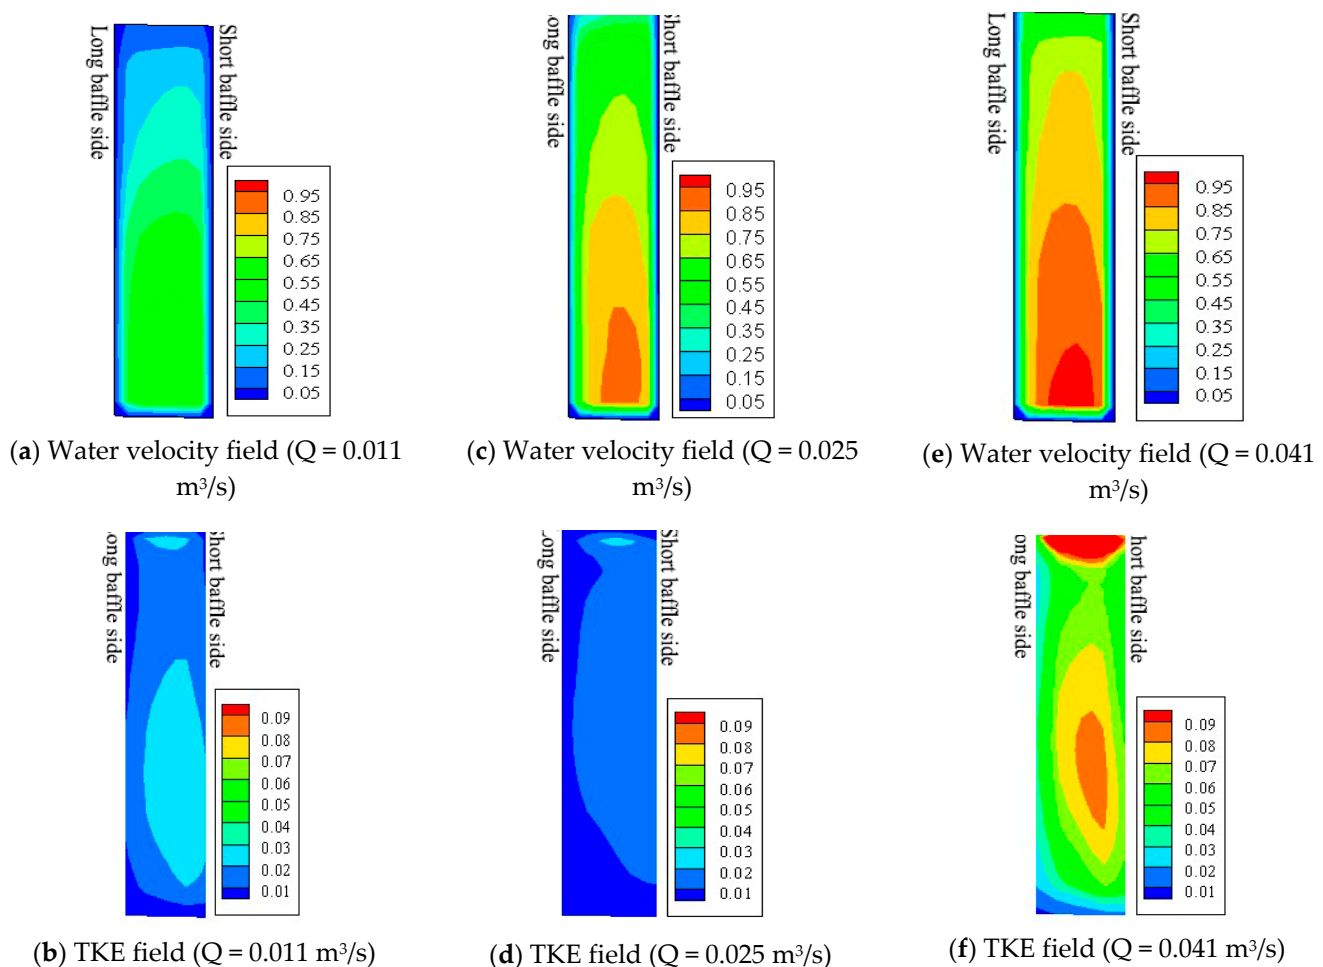 Long baffle side
Short baffle side
0.95
0.85
0.75
0.65
0.55
0.45
0.35
0.25
0.15
0.05
(a) Water velocity field (Q = 0.011
m³/s)
ong baffle side
hort baffle side
0.95
0.85
0.75
0.65
0.55
0.45
0.35
0.25
0.15
0.05
(c) Water velocity field (Q = 0.025
m³/s)
Long baffle side
Short baffle side
0.95
0.85
0.75
0.65
0.55
0.45
0.35
0.25
0.15
0.05
(e) Water velocity field (Q = 0.041
m³/s)
ong baffle side
hort baffle side
0.09
0.08
0.07
0.06
0.05
0.04
0.03
0.02
0.01
(b) TKE field (Q = 0.011 m³/s)
ong baffle side
hort baffle side
0.09
0.08
0.07
0.06
0.05
0.04
0.03
0.02
0.01
(d) TKE field (Q = 0.025 m³/s)
ong baffle side
hort baffle side
0.09
0.08
0.07
0.06
0.05
0.04
0.03
0.02
0.01
(f) TKE field (Q = 0.041 m³/s)